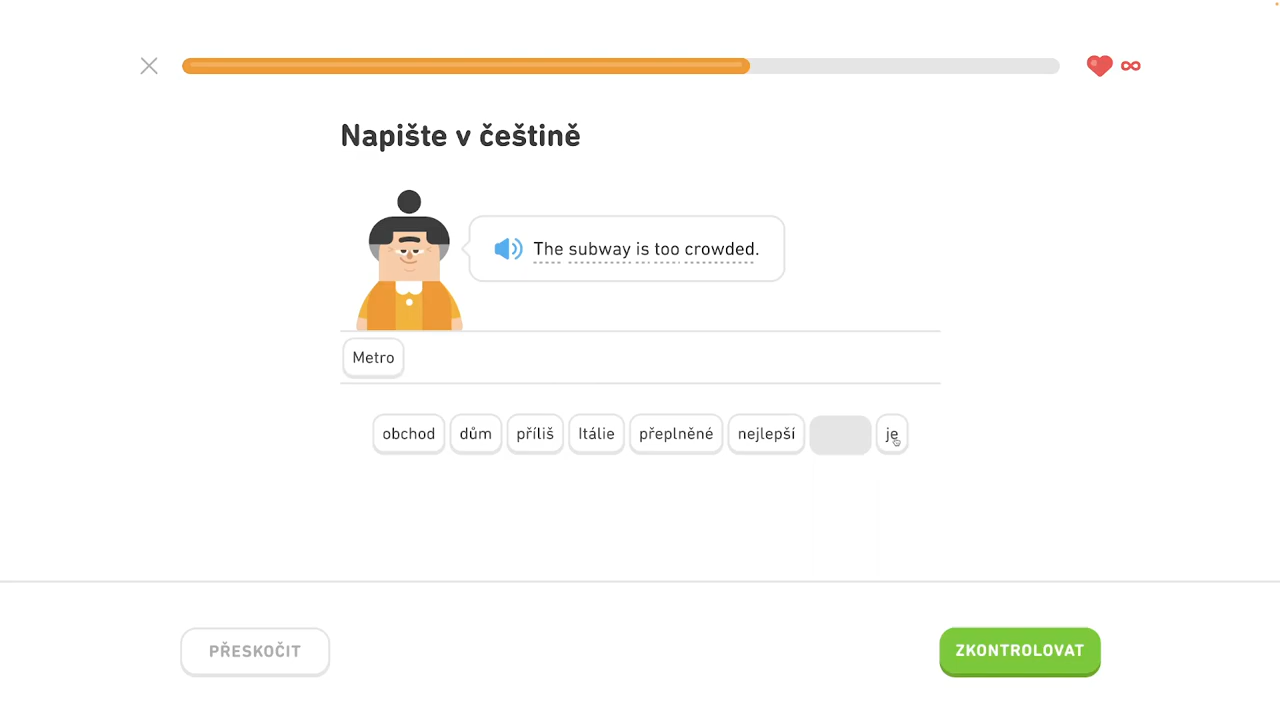 Napište v češtině
The subway is too crowded.
Metro
obchod dům příliš Itálie přeplněné nejlepší je
PŘESKOČIT ZKONTROLOVAT